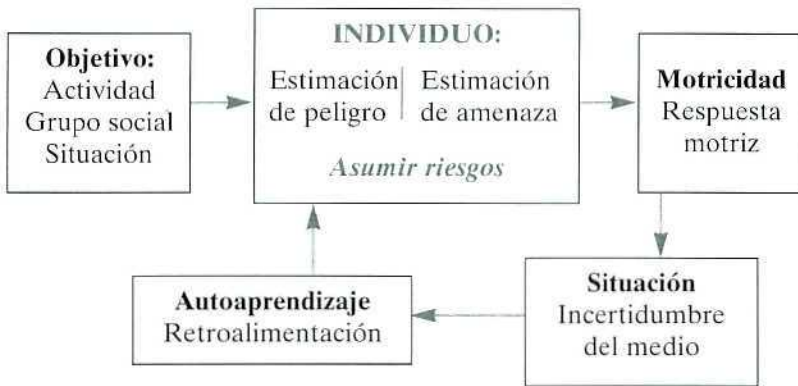 Objetivo:
Actividad
Grupo social
Situación
INDIVIDUO:
Estimación
de peligro
Estimación
de amenaza
Asumir riesgos
Motricidad
Respuesta
motriz
Situación
Incertidumbre
del medio
Autoaprendizaje
Retroalimentación